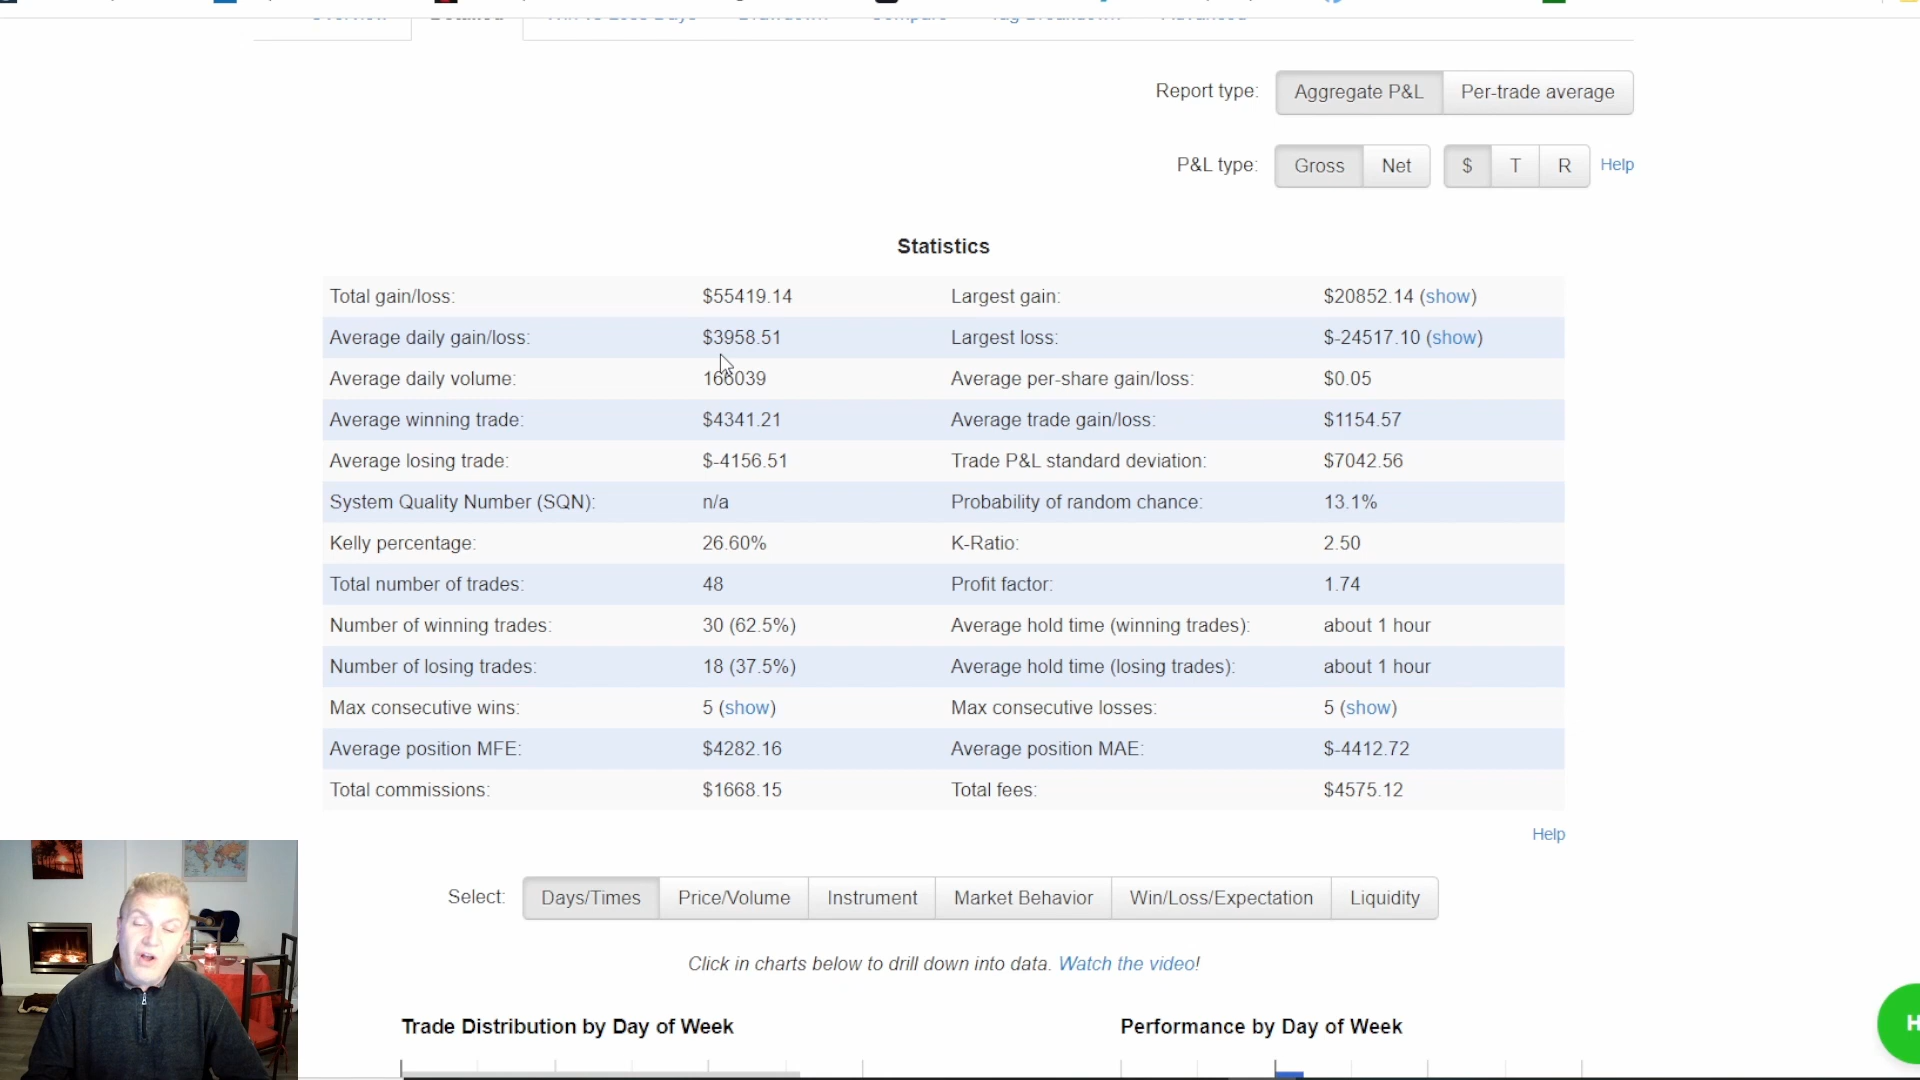 Report type: Aggregate P&L Per-trade average
P&L type: Gross Net $ T R Help
Statistics
Total gain/loss: $55419.14 Largest gain: $20852.14 (show)
Average daily gain/loss: $3958.51 Largest loss: $-24517.10 (show)
Average daily volume: 166039 Average per-share gain/loss: $0.05
Average winning trade: $4341.21 Average trade gain/loss: $1154.57
Average losing trade: $-4156.51 Trade P&L standard deviation: $7042.56
System Quality Number (SQN): n/a Probability of random chance: 13.1%
Kelly percentage: 26.60% K-Ratio: 2.50
Total number of trades: 48 Profit factor: 1.74
Number of winning trades: 30 (62.5%) Average hold time (winning trades): about 1 hour
Number of losing trades: 18 (37.5%) Average hold time (losing trades): about 1 hour
Max consecutive wins: 5 (show) Max consecutive losses: 5 (show)
Average position MFE: $4282.16 Average position MAE: $-4412.72
Total commissions: $1668.15 Total fees: $4575.12
Help
Select: Days/Times Price/Volume Instrument Market Behavior Win/Loss/Expectation Liquidity
Click in charts below to drill down into data. Watch the video!
Trade Distribution by Day of Week Performance by Day of Week